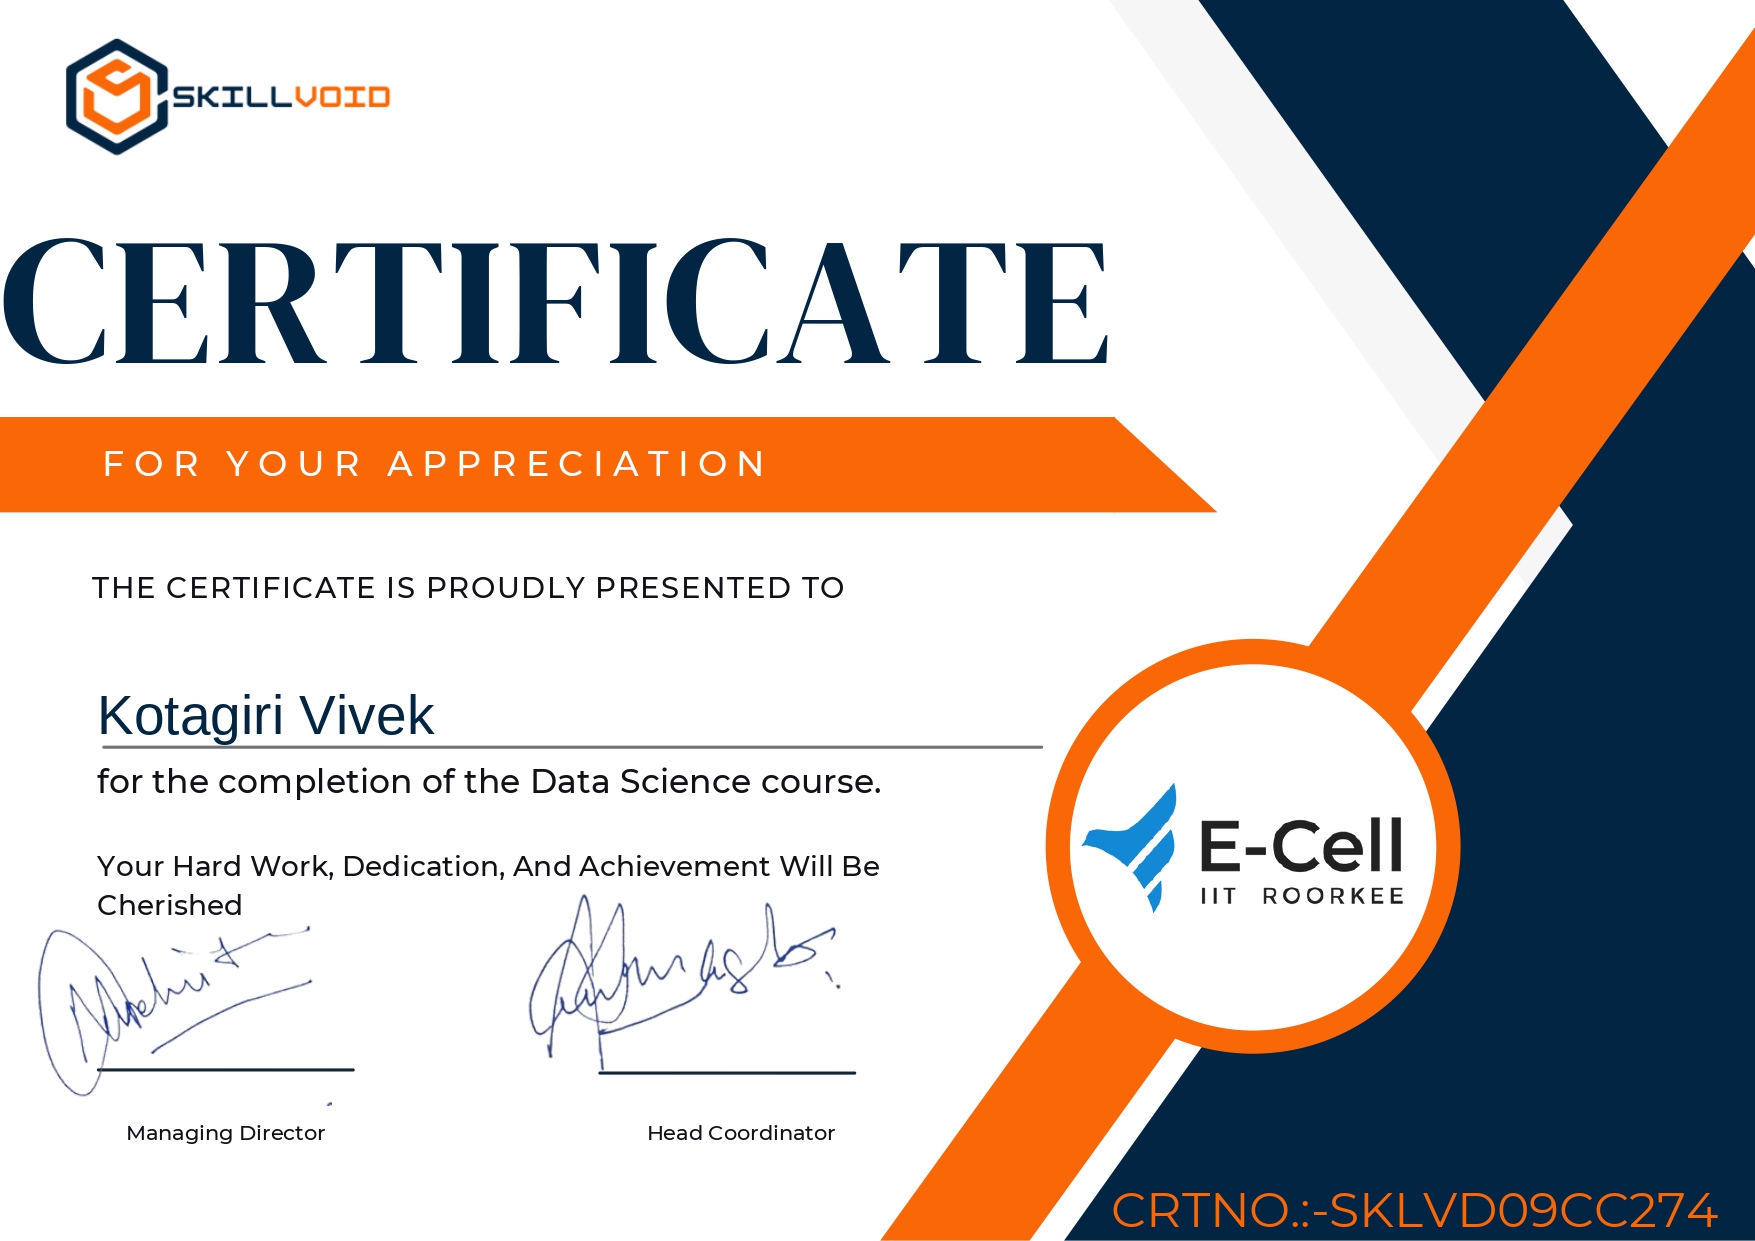 SKILLVOID
CERTIFICATE
FOR YOUR APPRECIATION
THE CERTIFICATE IS PROUDLY PRESENTED TO
Kotagiri Vivek
for the completion of the Data Science course.
Your Hard Work, Dedication, And Achievement Will Be
Cherished
E-Cell
IIT ROORKEE
Managing Director
Head Coordinator
CRTNO.:-SKLVD09CC274